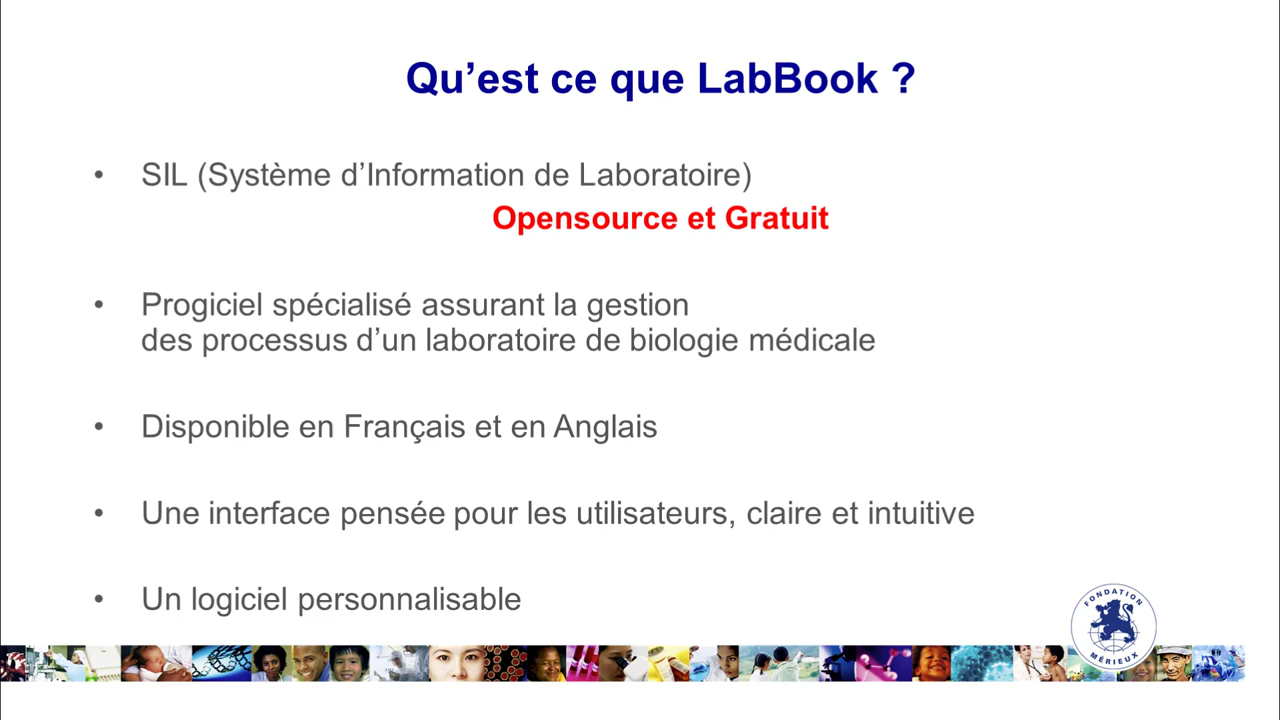 Qu’est ce que LabBook ?
• SIL (Système d’Information de Laboratoire)
Opensource et Gratuit
• Progiciel spécialisé assurant la gestion
des processus d’un laboratoire de biologie médicale
• Disponible en Français et en Anglais
• Une interface pensée pour les utilisateurs, claire et intuitive
• Un logiciel personnalisable
FONDATION
MÉRIEUX